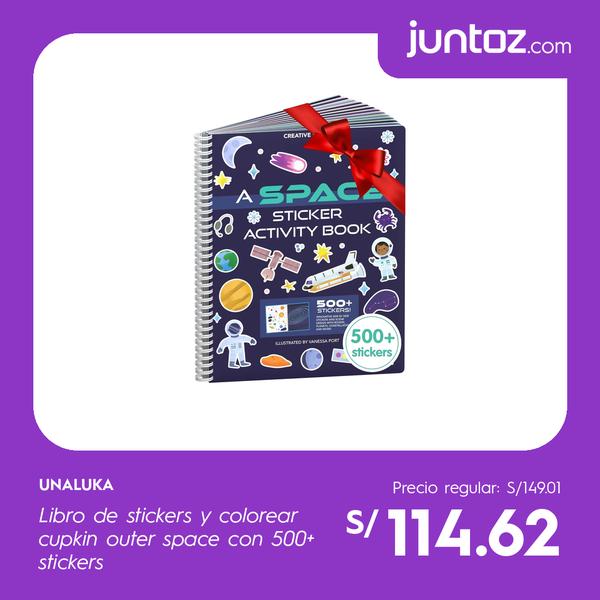 juntoz.com
CREATIVE
A SPACE
STICKER
ACTIVITY BOOK
500+
STICKERS!
ILLUSTRATED BY VANESSA PORT
500+
stickers
UNALUKA
Libro de stickers y colorear
cupkin outer space con 500+
stickers
Precio regular: S/149.01
S/114.62